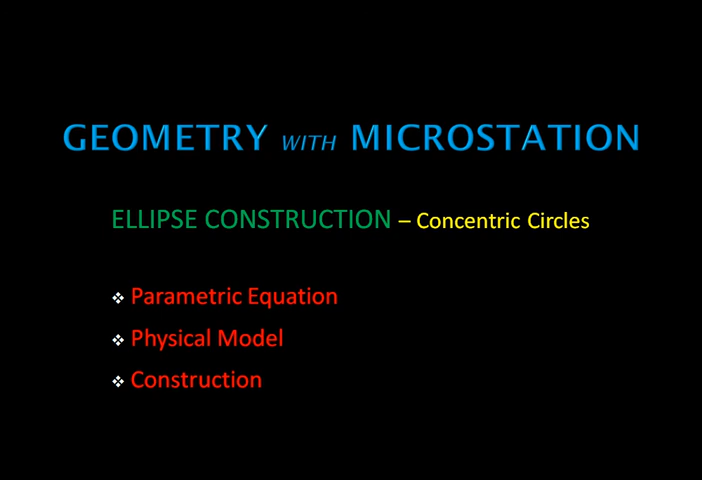 GEOMETRY WITH MICROSTATION
ELLIPSE CONSTRUCTION – Concentric Circles
❖ Parametric Equation
❖ Physical Model
❖ Construction